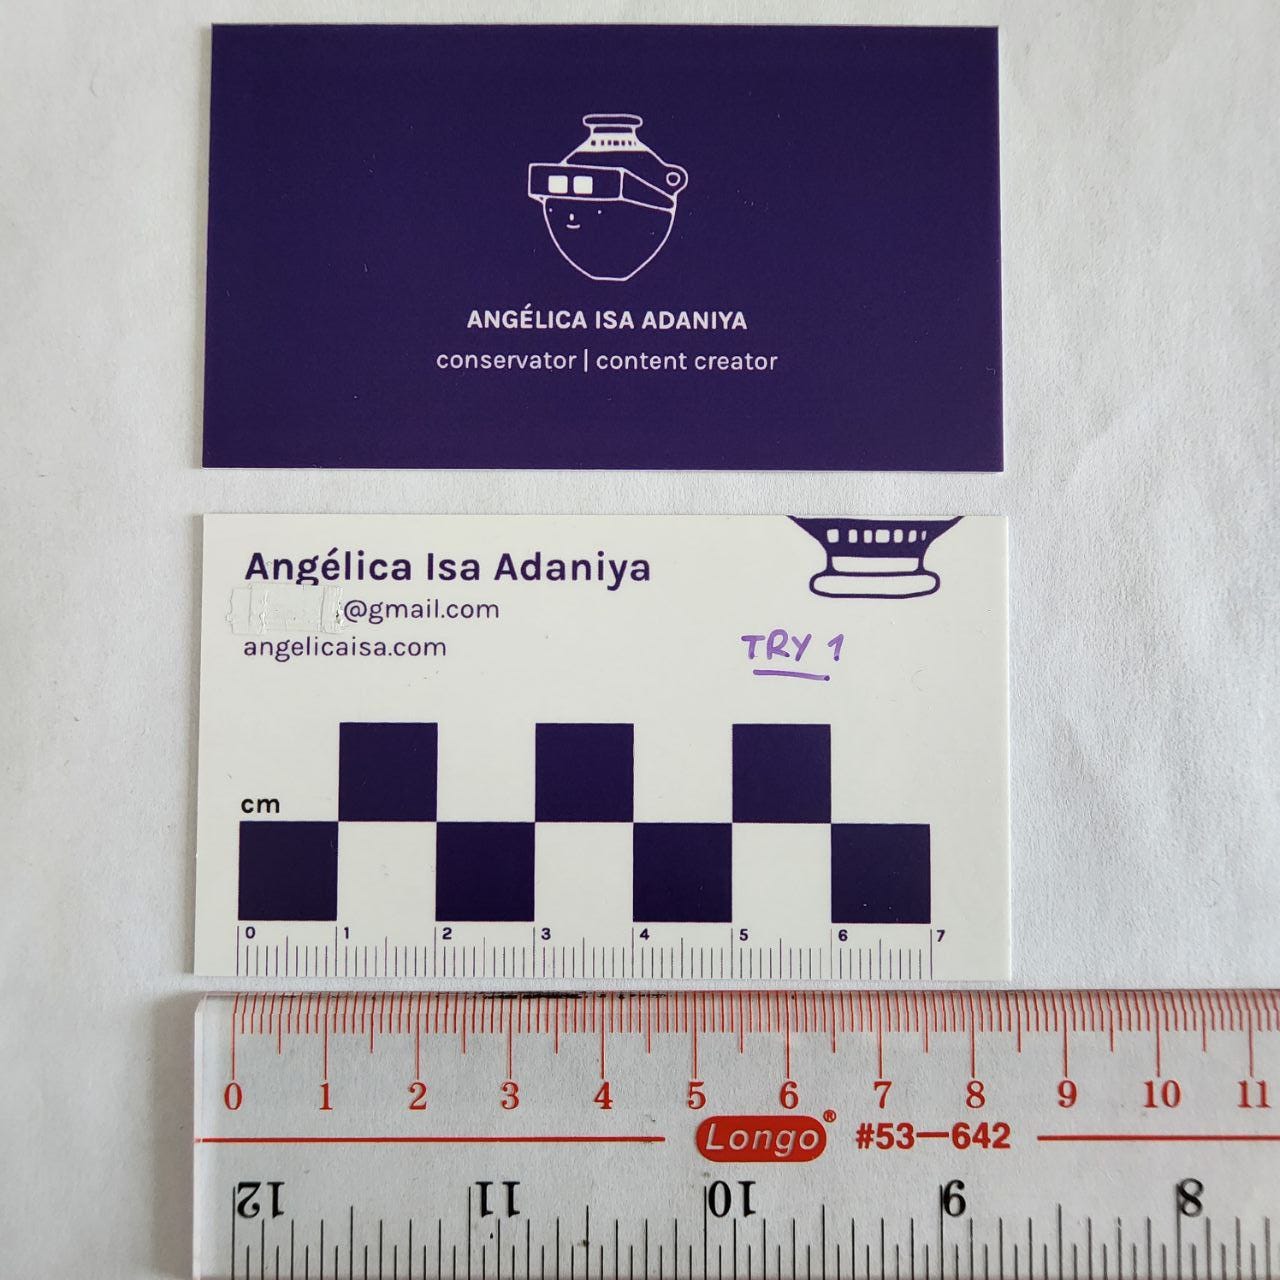 ANGÉLICA ISA ADANIYA
conservator | content creator
Angélica Isa Adaniya
@gmail.com
angelicaisa.com
TRY 1
cm
0 1 2 3 4 5 6 7
0 1 2 3 4 5 6 7 8 9 10 11
Longo® #53-642
12 11 10 9 8